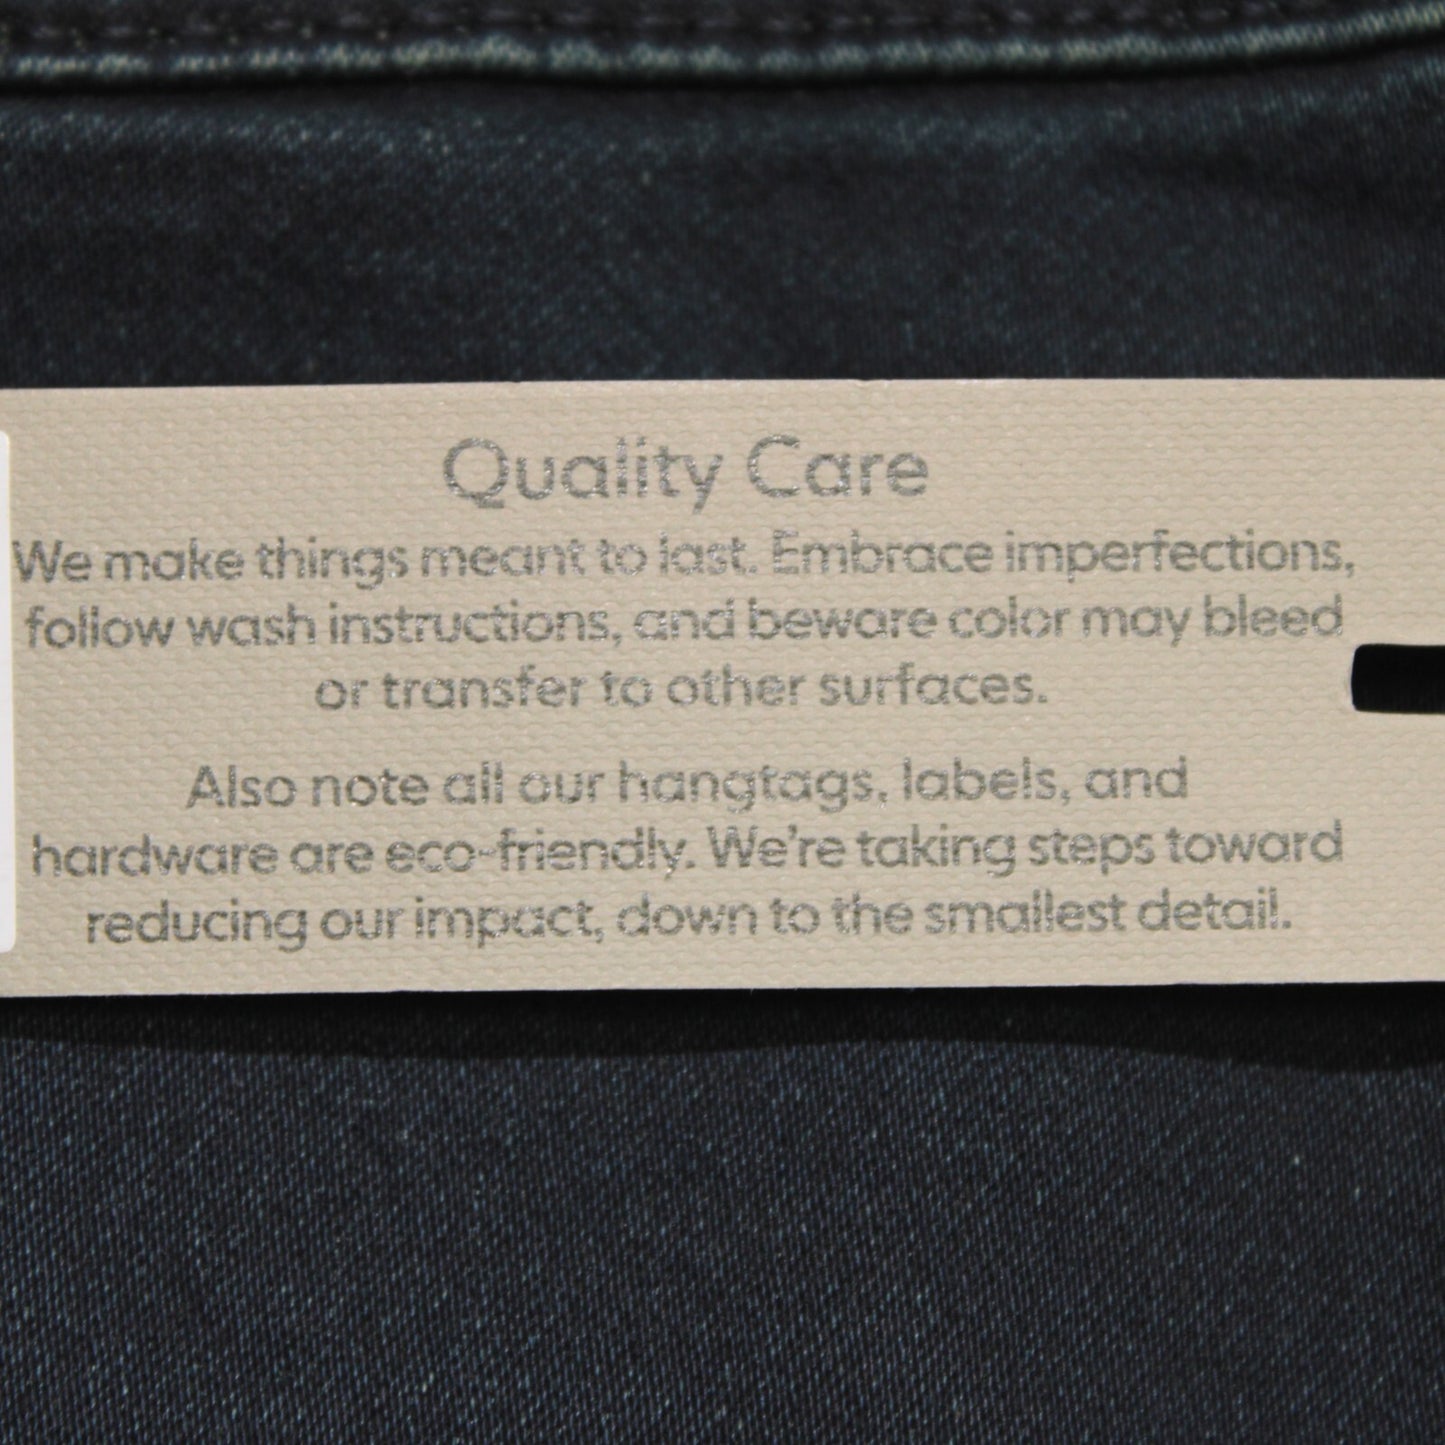 Quality Care
We make things meant to last. Embrace imperfections,
follow wash instructions, and beware color may bleed
or transfer to other surfaces.
Also note all our hangtags, labels, and
hardware are eco-friendly. We're taking steps toward
reducing our impact, down to the smallest detail.